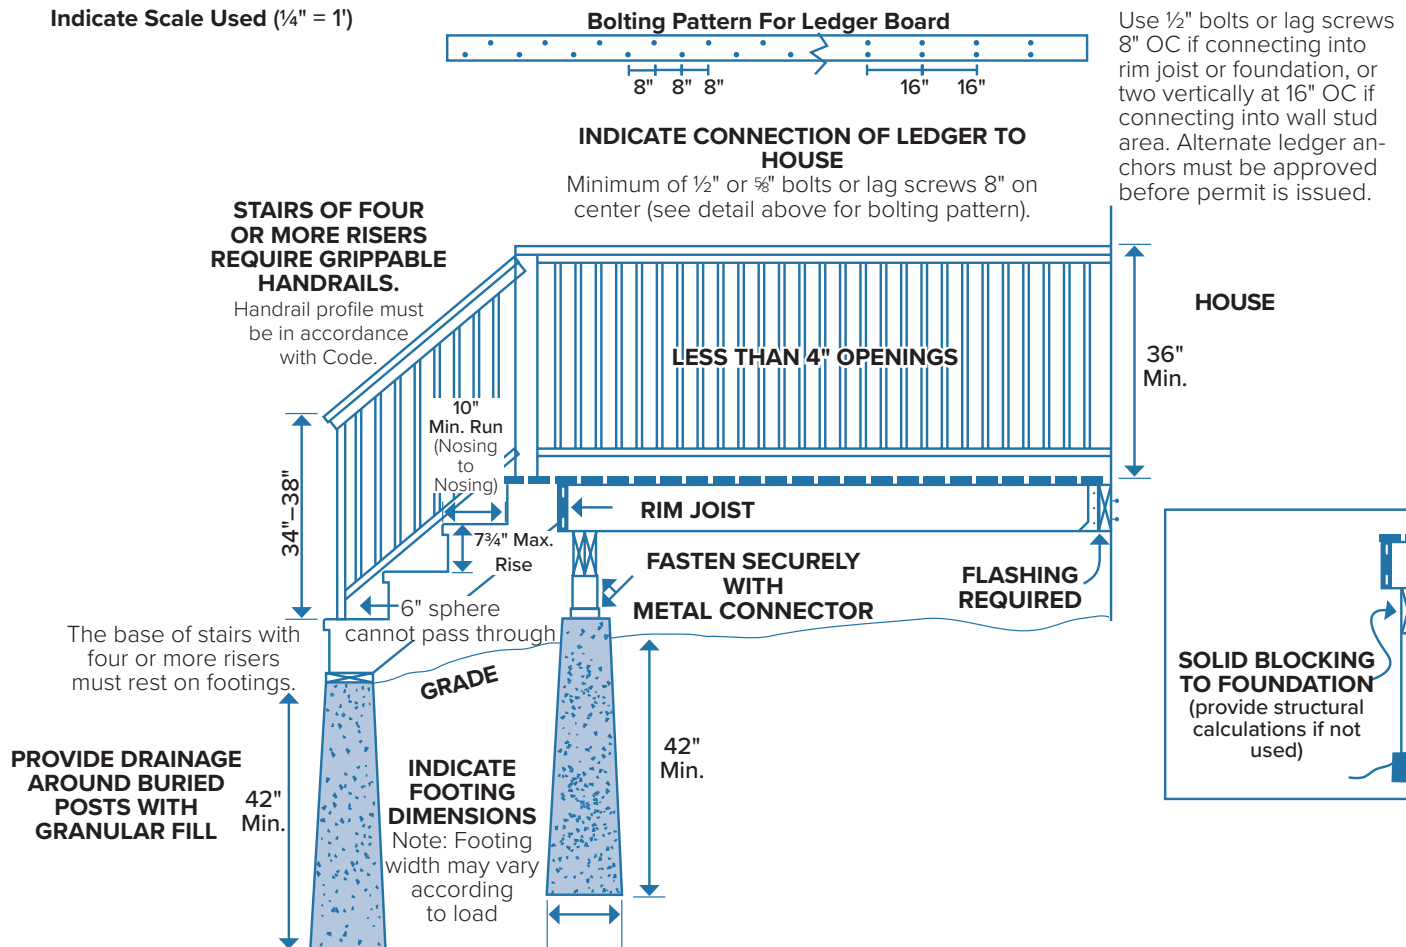 Indicate Scale Used (¼" = 1')
Bolting Pattern For Ledger Board
8" 8" 8"
16" 16"
Use ½" bolts or lag screws
8" OC if connecting into
rim joist or foundation, or
two vertically at 16" OC if
connecting into wall stud
area. Alternate ledger an-
chors must be approved
before permit is issued.
INDICATE CONNECTION OF LEDGER TO
HOUSE
Minimum of ½" or ⅝" bolts or lag screws 8" on
center (see detail above for bolting pattern).
STAIRS OF FOUR
OR MORE RISERS
REQUIRE GRIPPABLE
HANDRAILS.
Handrail profile must
be in accordance
with Code.
HOUSE
LESS THAN 4" OPENINGS
36"
Min.
10"
Min. Run
(Nosing
to
Nosing)
34"–38"
RIM JOIST
7¾" Max.
Rise
FASTEN SECURELY
WITH
METAL CONNECTOR
FLASHING
REQUIRED
6" sphere
cannot pass through
The base of stairs with
four or more risers
must rest on footings.
GRADE
SOLID BLOCKING
TO FOUNDATION
(provide structural
calculations if not
used)
PROVIDE DRAINAGE
AROUND BURIED
POSTS WITH
GRANULAR FILL
42"
Min.
INDICATE
FOOTING
DIMENSIONS
Note: Footing
width may vary
according
to load
42"
Min.